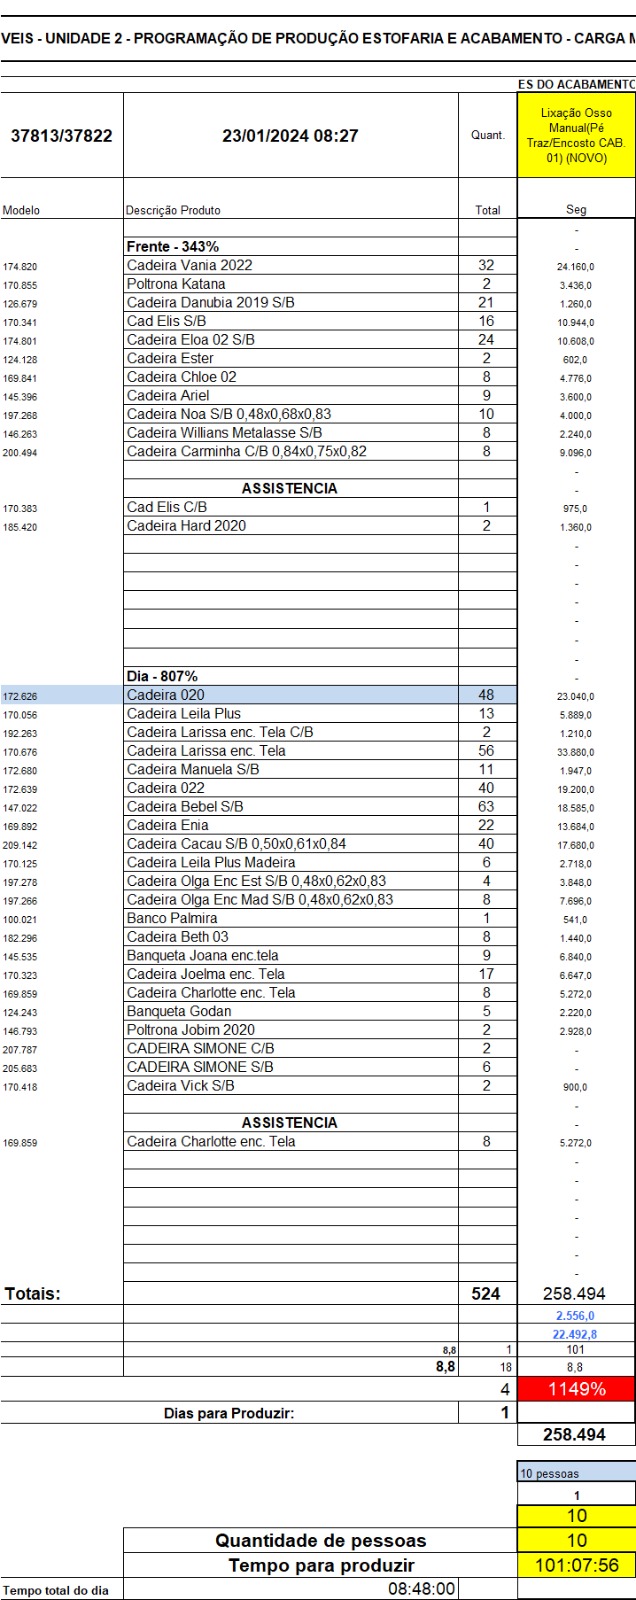 VEIS - UNIDADE 2 - PROGRAMAÇÃO DE PRODUÇÃO ESTOFARIA E ACABAMENTO - CARGA M
ES DO ACABAMENTO
37813/37822 23/01/2024 08:27 Quant. Lixação Osso
Manual(Pé
Traz/Encosto CAB.
01) (NOVO)
Modelo Descrição Produto Total Seg
-
Frente - 343% -
174.820 Cadeira Vania 2022 32 24.160,0
170.855 Poltrona Katana 2 3.436,0
126.679 Cadeira Danubia 2019 S/B 21 1.260,0
170.341 Cad Elis S/B 16 10.944,0
174.801 Cadeira Eloa 02 S/B 24 10.608,0
124.128 Cadeira Ester 2 602,0
169.841 Cadeira Chloe 02 8 4.776,0
145.396 Cadeira Ariel 9 3.600,0
197.268 Cadeira Noa S/B 0,48x0,68x0,83 10 4.000,0
146.263 Cadeira Willians Metalasse S/B 8 2.240,0
200.494 Cadeira Carminha C/B 0,84x0,75x0,82 8 9.096,0
-
ASSISTENCIA -
170.383 Cad Elis C/B 1 975,0
185.420 Cadeira Hard 2020 2 1.360,0
-
-
-
-
-
-
-
Dia - 807% -
172.626 Cadeira 020 48 23.040,0
170.056 Cadeira Leila Plus 13 5.889,0
192.263 Cadeira Larissa enc. Tela C/B 2 1.210,0
170.676 Cadeira Larissa enc. Tela 56 33.880,0
172.680 Cadeira Manuela S/B 11 1.947,0
172.639 Cadeira 022 40 19.200,0
147.022 Cadeira Bebel S/B 63 18.585,0
169.892 Cadeira Enia 22 13.684,0
209.142 Cadeira Cacau S/B 0,50x0,61x0,84 40 17.680,0
170.125 Cadeira Leila Plus Madeira 6 2.718,0
197.278 Cadeira Olga Enc Est S/B 0,48x0,62x0,83 4 3.848,0
197.266 Cadeira Olga Enc Mad S/B 0,48x0,62x0,83 8 7.696,0
100.021 Banco Palmira 1 541,0
182.296 Cadeira Beth 03 8 1.440,0
145.535 Banqueta Joana enc.tela 9 6.840,0
170.323 Cadeira Joelma enc. Tela 17 6.647,0
169.859 Cadeira Charlotte enc. Tela 8 5.272,0
124.243 Banqueta Godan 5 2.220,0
146.793 Poltrona Jobim 2020 2 2.928,0
207.787 CADEIRA SIMONE C/B 2 -
205.683 CADEIRA SIMONE S/B 6 -
170.418 Cadeira Vick S/B 2 900,0
-
ASSISTENCIA -
169.859 Cadeira Charlotte enc. Tela 8 5.272,0
-
-
-
-
-
-
-
Totais: 524 258.494
2.556,0
22.492,8
8,8 1 101
8,8 18 8,8
4 1149%
Dias para Produzir: 1
258.494
10 pessoas
1
10
Quantidade de pessoas 10
Tempo para produzir 101:07:56
Tempo total do dia 08:48:00